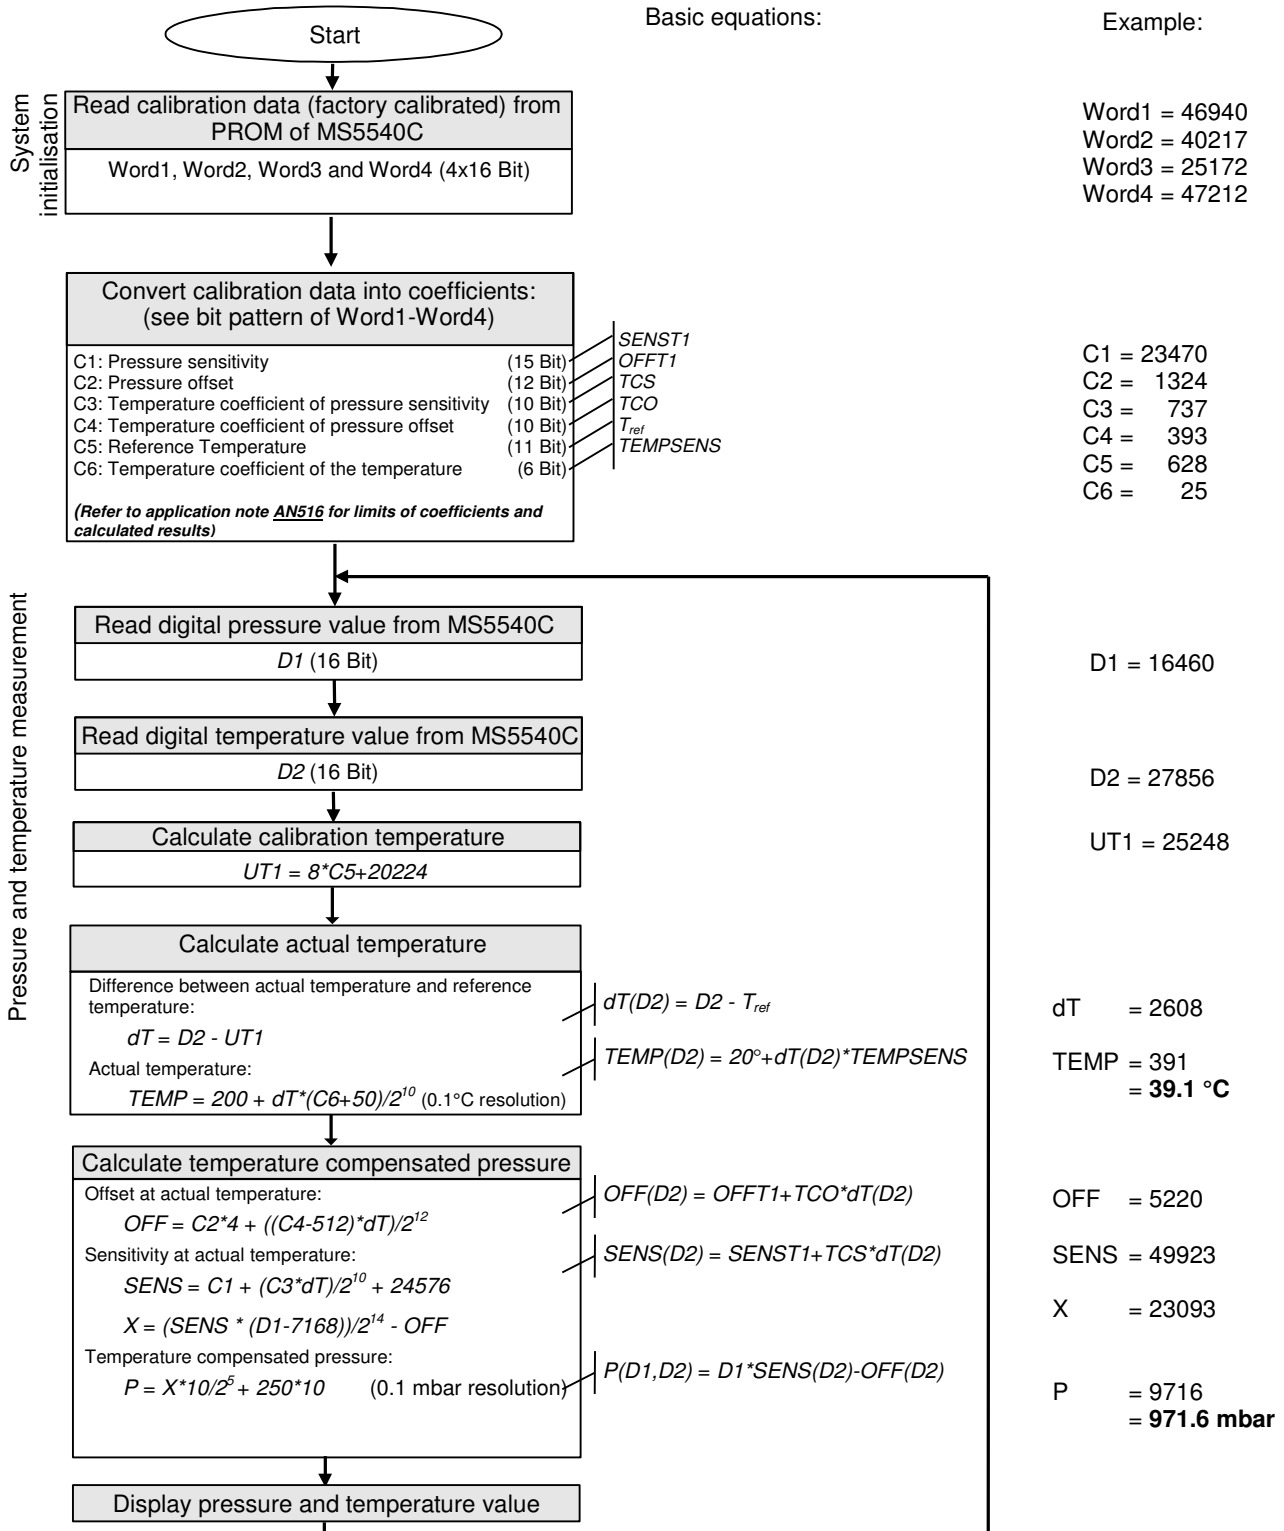 Basic equations:
Example:
Start
System
initialisation
Read calibration data (factory calibrated) from
PROM of MS5540C
Word1, Word2, Word3 and Word4 (4x16 Bit)
Word1 = 46940
Word2 = 40217
Word3 = 25172
Word4 = 47212
Convert calibration data into coefficients:
(see bit pattern of Word1-Word4)
C1: Pressure sensitivity (15 Bit)
C2: Pressure offset (12 Bit)
C3: Temperature coefficient of pressure sensitivity (10 Bit)
C4: Temperature coefficient of pressure offset (10 Bit)
C5: Reference Temperature (11 Bit)
C6: Temperature coefficient of the temperature (6 Bit)
(Refer to application note AN516 for limits of coefficients and
calculated results)
SENST1
OFFT1
TCS
TCO
T_ref
TEMPSENS
C1 = 23470
C2 = 1324
C3 = 737
C4 = 393
C5 = 628
C6 = 25
Pressure and temperature measurement
Read digital pressure value from MS5540C
D1 (16 Bit)
D1 = 16460
Read digital temperature value from MS5540C
D2 (16 Bit)
D2 = 27856
Calculate calibration temperature
UT1 = 8*C5+20224
UT1 = 25248
Calculate actual temperature
Difference between actual temperature and reference
temperature:
dT = D2 - UT1
dT(D2) = D2 - T_ref
dT = 2608
Actual temperature:
TEMP = 200 + dT*(C6+50)/2^10 (0.1°C resolution)
TEMP(D2) = 20°+dT(D2)*TEMPSENS
TEMP = 391
= 39.1 °C
Calculate temperature compensated pressure
Offset at actual temperature:
OFF = C2*4 + ((C4-512)*dT)/2^12
OFF(D2) = OFFT1+TCO*dT(D2)
OFF = 5220
Sensitivity at actual temperature:
SENS = C1 + (C3*dT)/2^10 + 24576
SENS(D2) = SENST1+TCS*dT(D2)
SENS = 49923
X = (SENS * (D1-7168))/2^14 - OFF
X = 23093
Temperature compensated pressure:
P = X*10/2^5 + 250*10 (0.1 mbar resolution)
P(D1,D2) = D1*SENS(D2)-OFF(D2)
P = 9716
= 971.6 mbar
Display pressure and temperature value